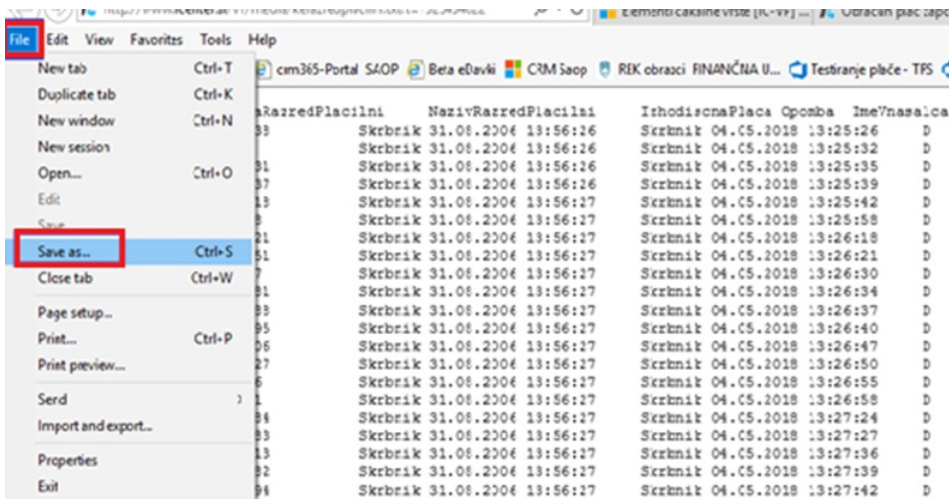 File Edit View Favorites Tools Help
New tab Ctrl+T
Duplicate tab Ctrl+K
New window Ctrl+N
New session
Open... Ctrl+O
Edit
Save
Save as... Ctrl+S
Close tab Ctrl+W
Page setup...
Print... Ctrl+P
Print preview...
Send
Import and export...
Properties
Exit
crm365-Portal SAOP Beta eDavki CRM Saop REK obrazci FINANČNA U... Testiranje plače - TFS
aRazredPlacilni NazivRazredPlacilni IzhodiscnaPlaca Opomba ImeVnasalca
Skrbnik 31.08.2006 13:56:26 Skrbnik 04.05.2018 13:25:26 D
Skrbnik 31.08.2006 13:56:26 Skrbnik 04.05.2018 13:25:32 D
31 Skrbnik 31.08.2006 13:56:26 Skrbnik 04.05.2018 13:25:35 D
37 Skrbnik 31.08.2006 13:56:26 Skrbnik 04.05.2018 13:25:39 D
Skrbnik 31.08.2006 13:56:27 Skrbnik 04.05.2018 13:25:42 D
Skrbnik 31.08.2006 13:56:27 Skrbnik 04.05.2018 13:25:58 D
21 Skrbnik 31.08.2006 13:56:27 Skrbnik 04.05.2018 13:26:18 D
51 Skrbnik 31.08.2006 13:56:27 Skrbnik 04.05.2018 13:26:21 D
Skrbnik 31.08.2006 13:56:27 Skrbnik 04.05.2018 13:26:30 D
31 Skrbnik 31.08.2006 13:56:27 Skrbnik 04.05.2018 13:26:34 D
Skrbnik 31.08.2006 13:56:27 Skrbnik 04.05.2018 13:26:37 D
95 Skrbnik 31.08.2006 13:56:27 Skrbnik 04.05.2018 13:26:40 D
Skrbnik 31.08.2006 13:56:27 Skrbnik 04.05.2018 13:26:47 D
27 Skrbnik 31.08.2006 13:56:27 Skrbnik 04.05.2018 13:26:50 D
Skrbnik 31.08.2006 13:56:27 Skrbnik 04.05.2018 13:26:55 D
Skrbnik 31.08.2006 13:56:27 Skrbnik 04.05.2018 13:26:58 D
Skrbnik 31.08.2006 13:56:27 Skrbnik 04.05.2018 13:27:24 D
Skrbnik 31.08.2006 13:56:27 Skrbnik 04.05.2018 13:27:27 D
Skrbnik 31.08.2006 13:56:27 Skrbnik 04.05.2018 13:27:36 D
Skrbnik 31.08.2006 13:56:27 Skrbnik 04.05.2018 13:27:39 D
Skrbnik 31.08.2006 13:56:27 Skrbnik 04.05.2018 13:27:42 D